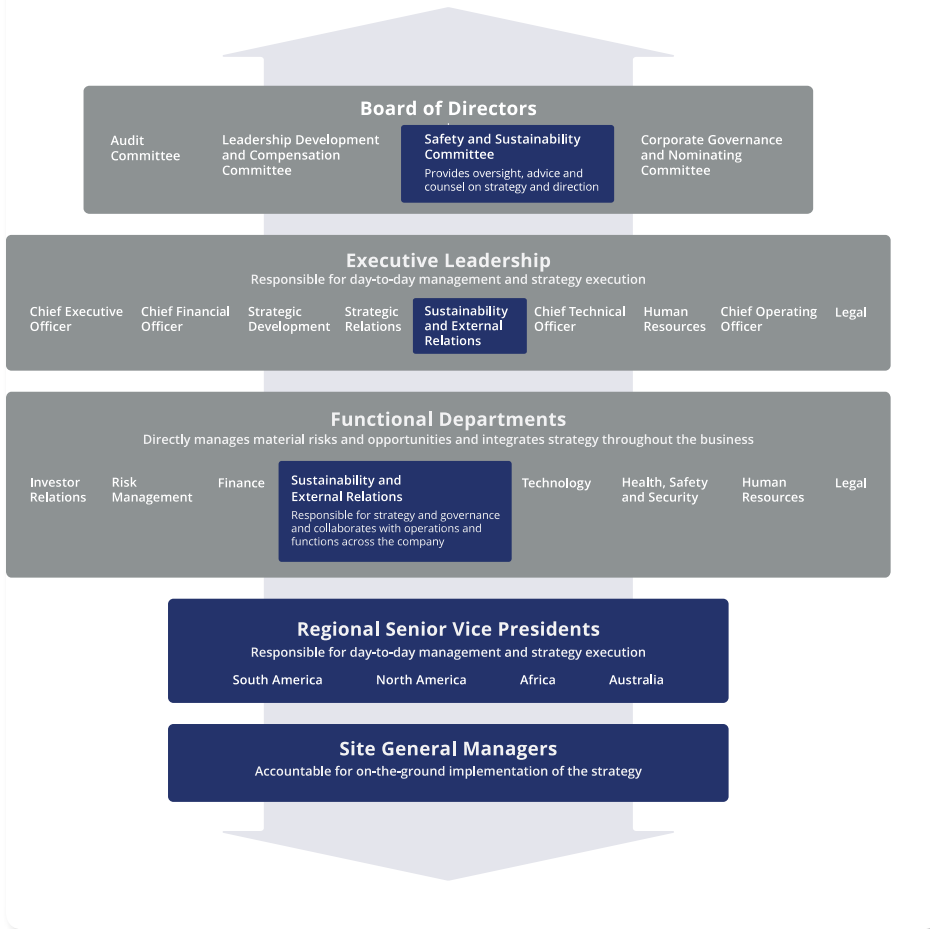 Board of Directors
Audit
Committee
Leadership Development
and Compensation
Committee
Safety and Sustainability
Committee
Provides oversight, advice and
counsel on strategy and direction
Corporate Governance
and Nominating
Committee
Executive Leadership
Responsible for day-to-day management and strategy execution
Chief Executive
Officer
Chief Financial
Officer
Strategic
Development
Strategic
Relations
Sustainability
and External
Relations
Chief Technical
Officer
Human
Resources
Chief Operating
Officer
Legal
Functional Departments
Directly manages material risks and opportunities and integrates strategy throughout the business
Investor
Relations
Risk
Management
Finance
Sustainability and
External Relations
Responsible for strategy and governance
and collaborates with operations and
functions across the company
Technology
Health, Safety
and Security
Human
Resources
Legal
Regional Senior Vice Presidents
Responsible for day-to-day management and strategy execution
South America
North America
Africa
Australia
Site General Managers
Accountable for on-the-ground implementation of the strategy